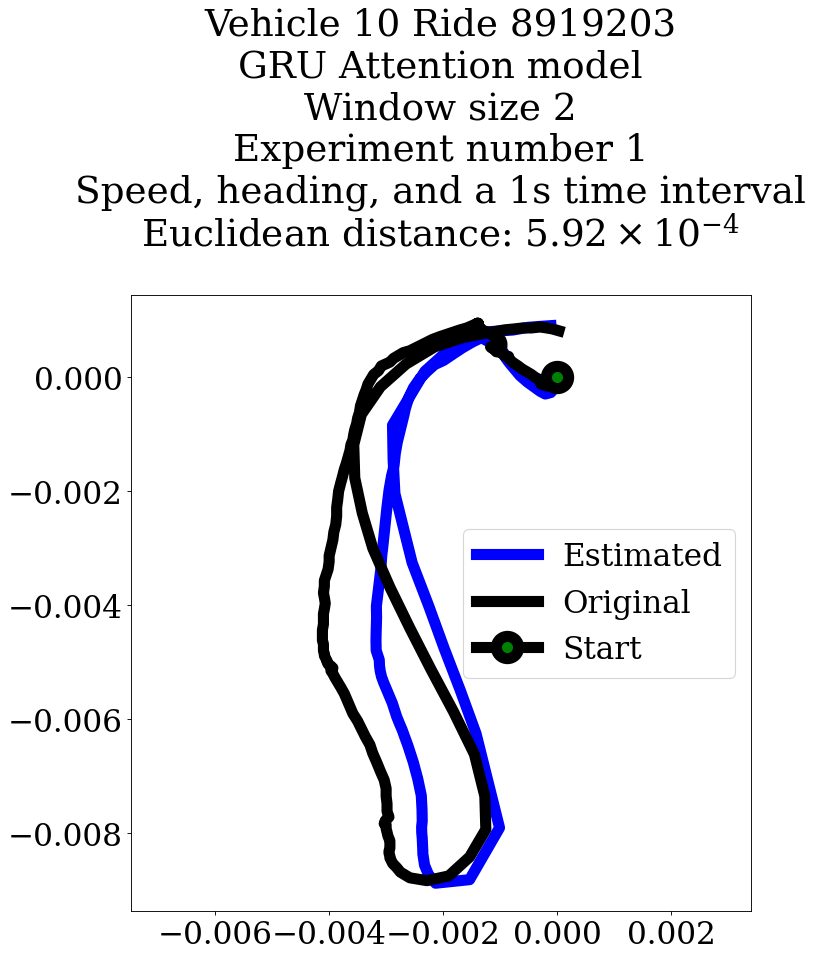 Vehicle 10 Ride 8919203
GRU Attention model
Window size 2
Experiment number 1
Speed, heading, and a 1s time interval
Euclidean distance: 5.92 × 10⁻⁴
0.000
−0.002
−0.004
−0.006
−0.008
Estimated
Original
Start
−0.006 −0.004 −0.002 0.000 0.002